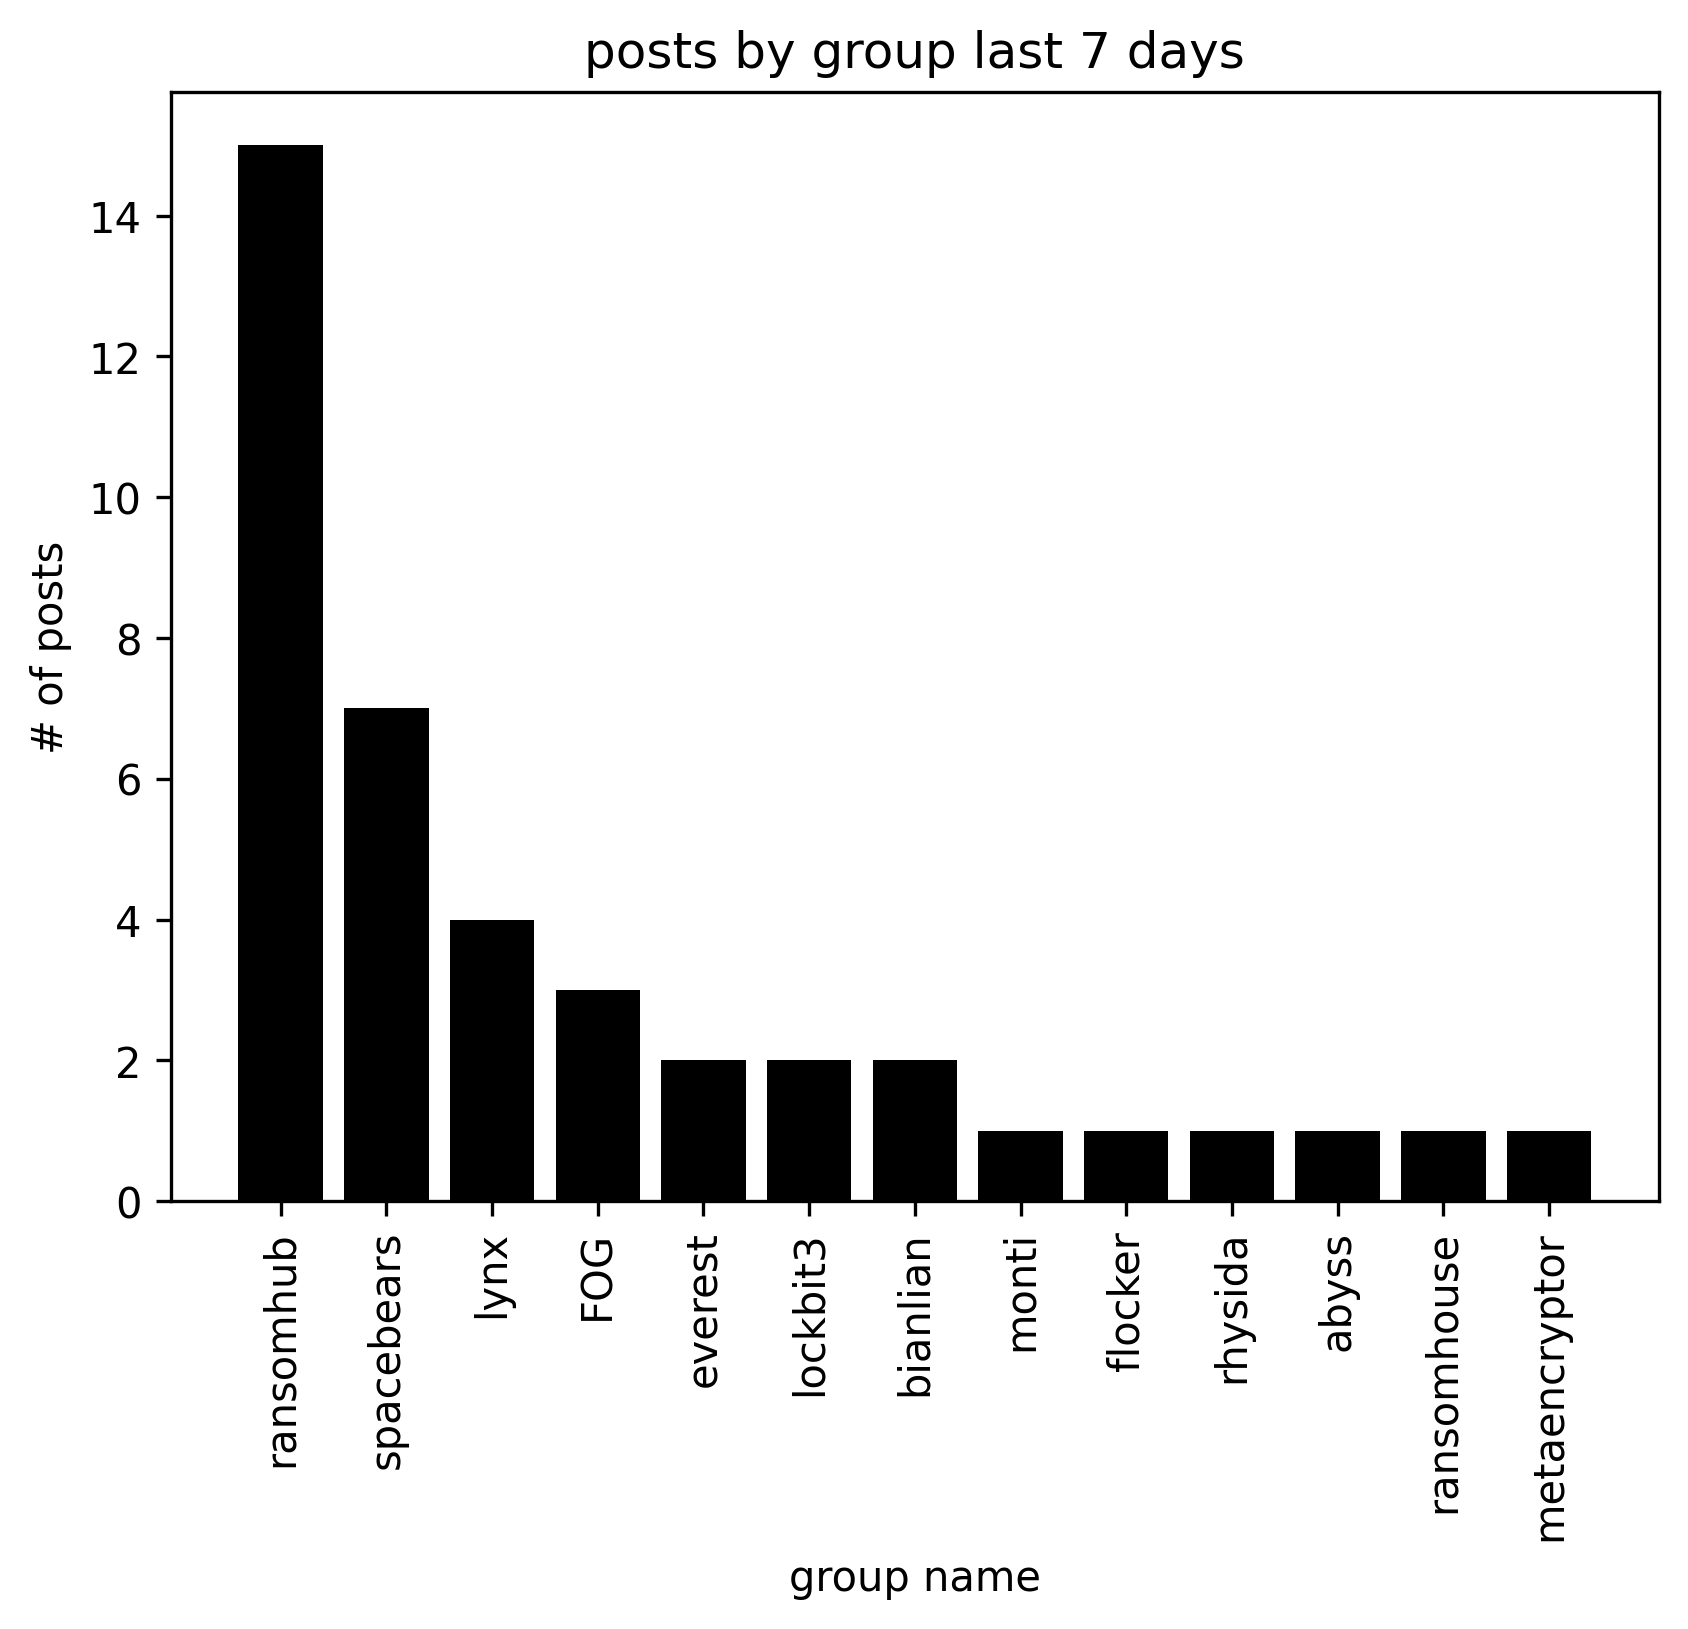 posts by group last 7 days
# of posts
14
12
10
8
6
4
2
0
ransomhub
spacebears
lynx
FOG
everest
lockbit3
bianlian
monti
flocker
rhysida
abyss
ransomhouse
metaencryptor
group name